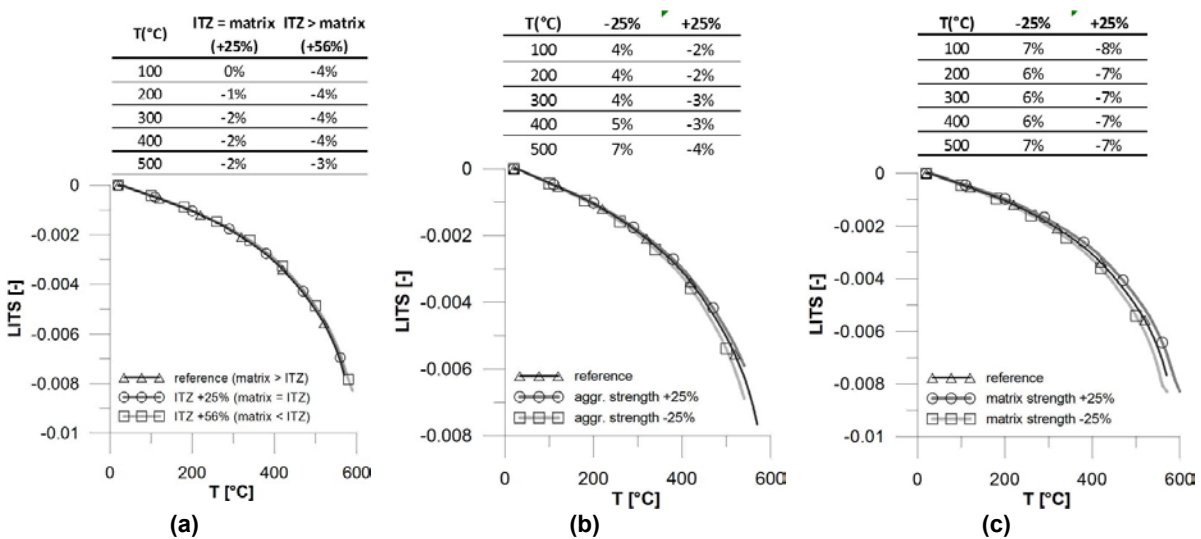 T(°C) ITZ = matrix (+25%) ITZ > matrix (+56%)
100 0% -4%
200 -1% -4%
300 -2% -4%
400 -2% -4%
500 -2% -3%
0
-0.002
-0.004
-0.006
-0.008
-0.01
LITS [-]
reference (matrix > ITZ)
ITZ +25% (matrix = ITZ)
ITZ +56% (matrix < ITZ)
0 200 400 600
T [°C]
(a)
T(°C) -25% +25%
100 4% -2%
200 4% -2%
300 4% -3%
400 5% -3%
500 7% -4%
0
-0.002
-0.004
-0.006
-0.008
LITS [-]
reference
aggr. strength +25%
aggr. strength -25%
0 200 400 600
T [°C]
(b)
T(°C) -25% +25%
100 7% -8%
200 6% -7%
300 6% -7%
400 6% -7%
500 7% -7%
0
-0.002
-0.004
-0.006
-0.008
-0.01
LITS [-]
reference
matrix strength +25%
matrix strength -25%
0 200 400 600
T [°C]
(c)